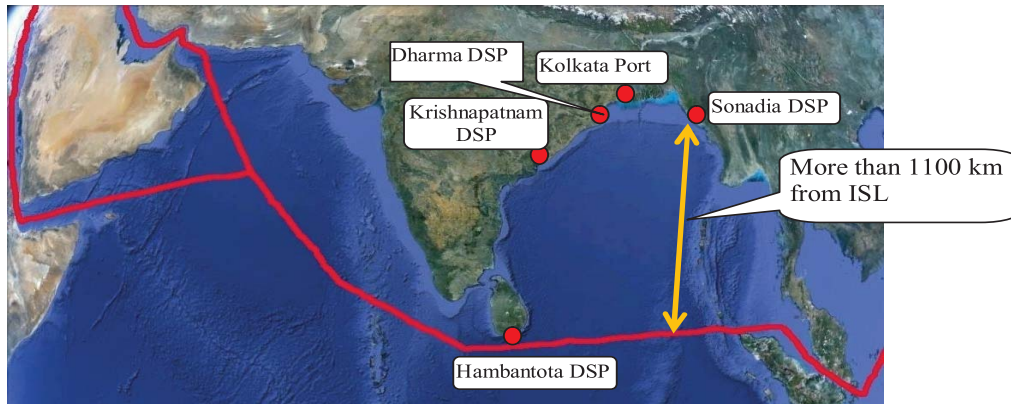 Dharma DSP
Kolkata Port
Krishnapatnam
DSP
Sonadia DSP
More than 1100 km
from ISL
Hambantota DSP